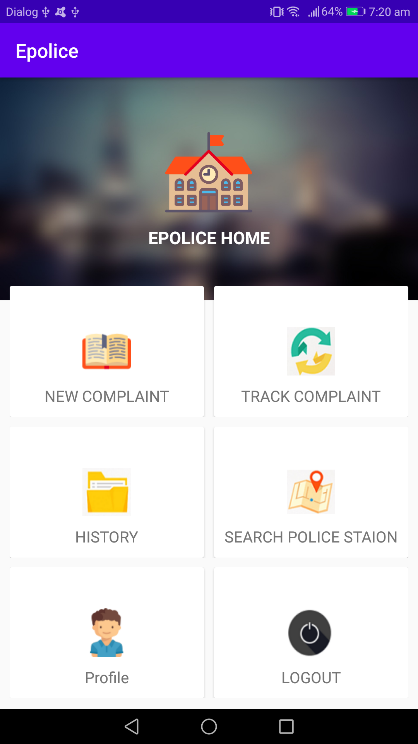 Dialog 64% 7:20 am
Epolice
EPOLICE HOME
NEW COMPLAINT
TRACK COMPLAINT
HISTORY
SEARCH POLICE STAION
Profile
LOGOUT